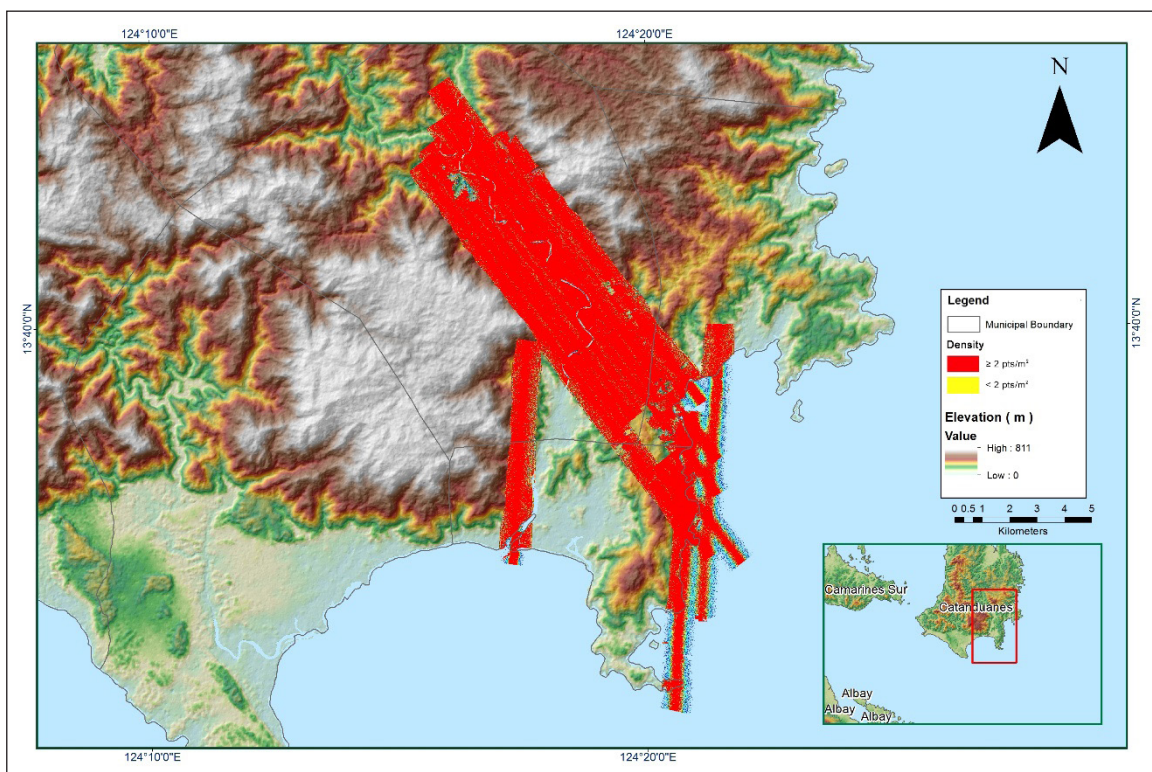 124°10'0"E
124°20'0"E
N
13°40'0"N
13°40'0"N
Legend
Municipal Boundary
Density
≥ 2 pts/m²
< 2 pts/m²
Elevation ( m )
Value
High : 811
Low : 0
0 0.5 1 2 3 4 5
Kilometers
Camarines Sur
Catanduanes
Albay
Albay
Albay
124°10'0"E
124°20'0"E